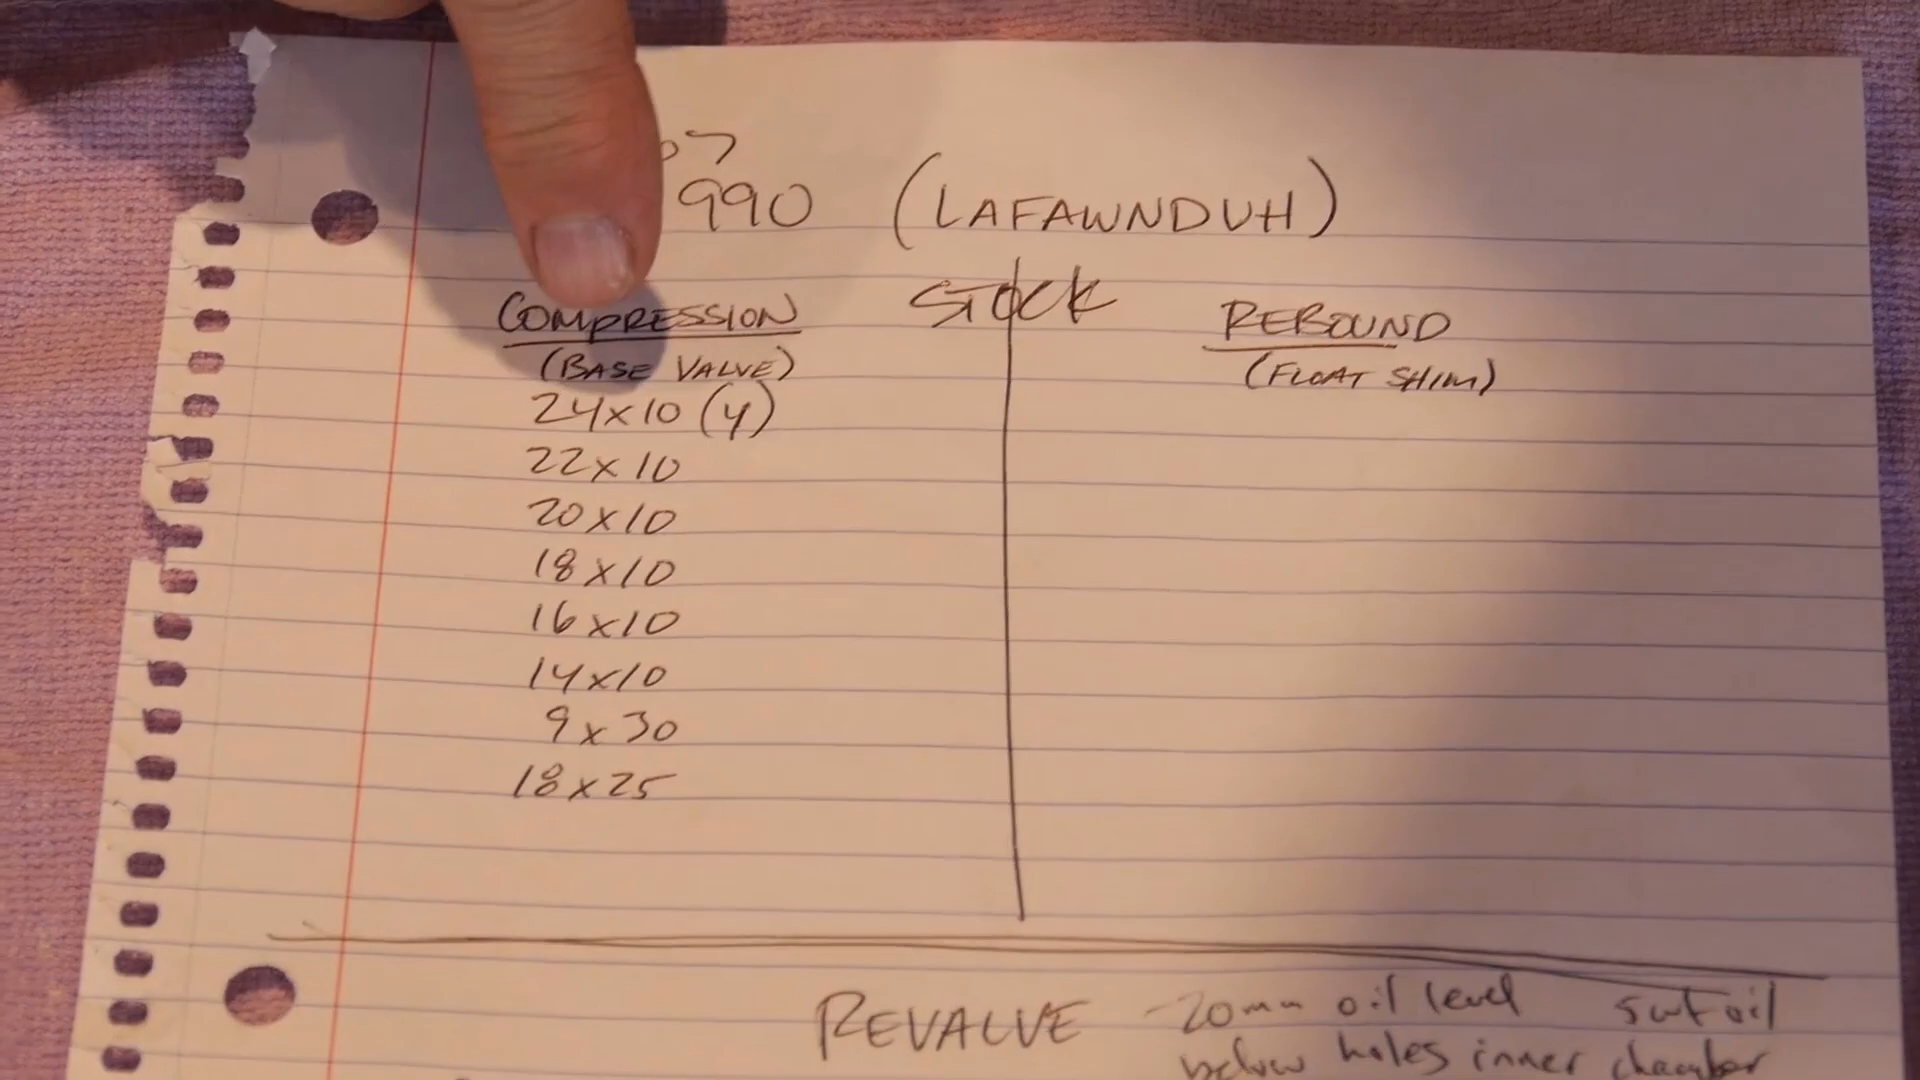 07
990 (LAFAWNDUH)
STOCK
COMPRESSION
(BASE VALVE)
24x10 (4)
22x10
20x10
18x10
16x10
14x10
9x30
18x25
REBOUND
(FLOAT SHIM)
REVALVE
-20mm oil level 5wt oil
below holes inner chamber